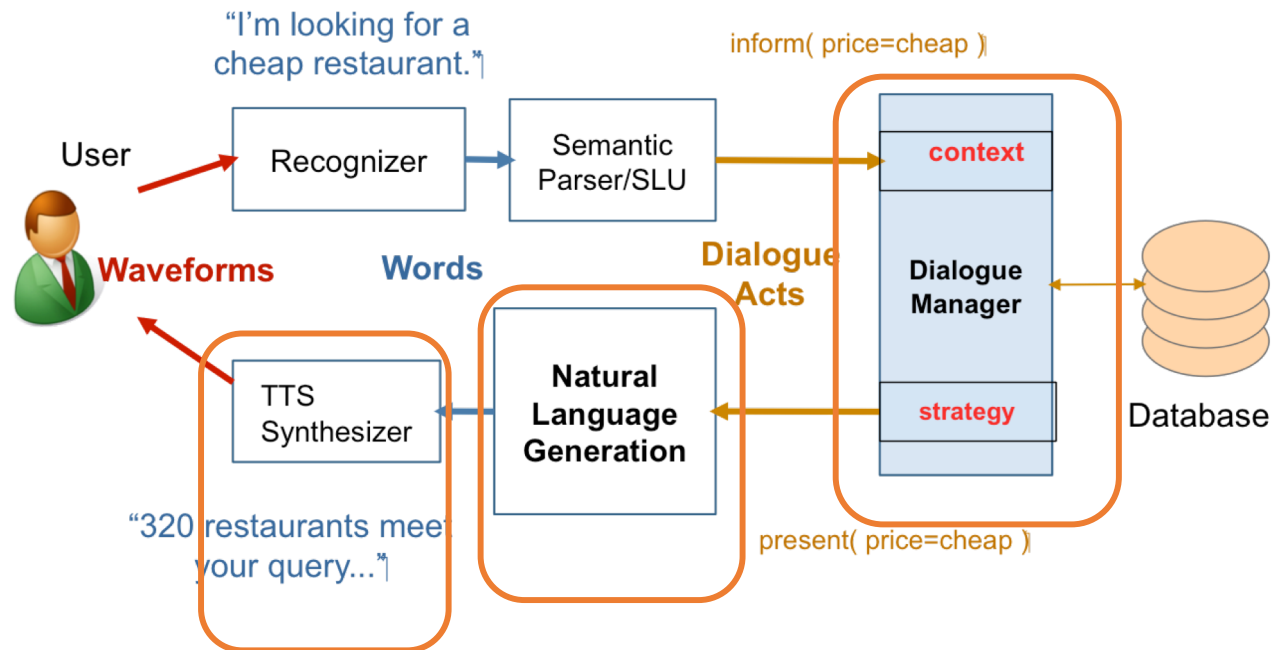 “I’m looking for a
cheap restaurant.”
inform( price=cheap )
User
Recognizer
Semantic
Parser/SLU
context
Waveforms
Words
Dialogue
Acts
Dialogue
Manager
TTS
Synthesizer
Natural
Language
Generation
strategy
Database
“320 restaurants meet
your query...”
present( price=cheap )